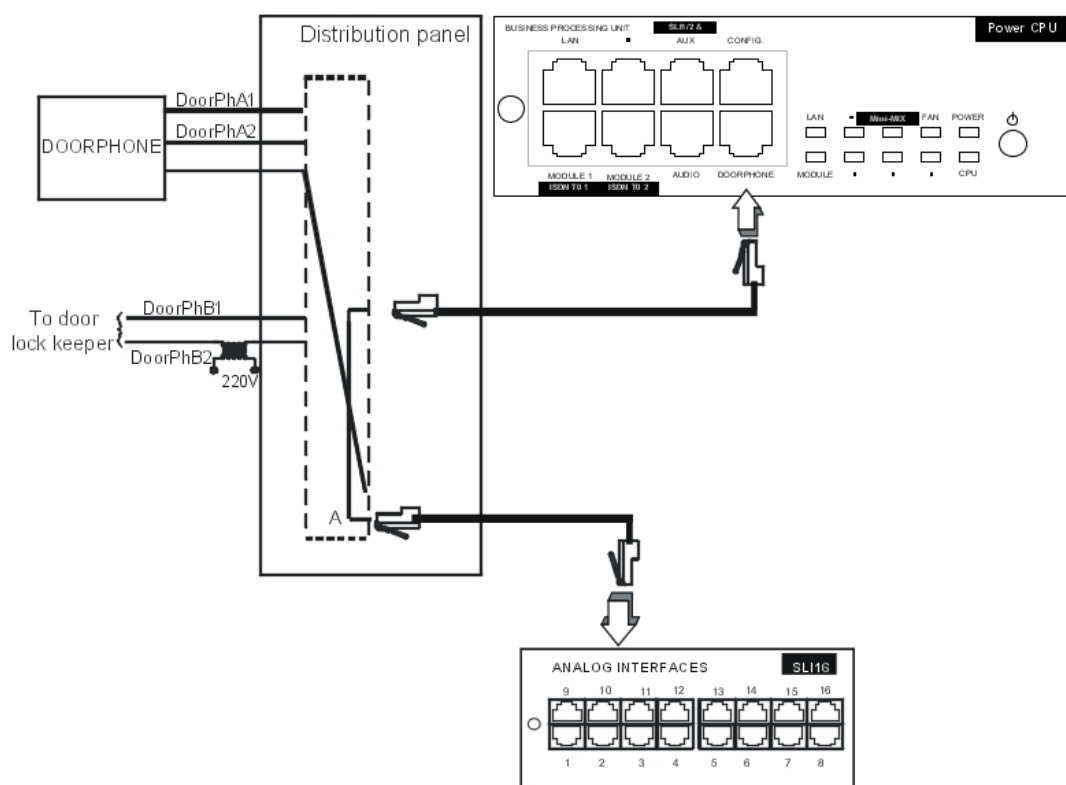 Distribution panel
DoorPhA1
DoorPhA2
DOORPHONE
DoorPhB1
To door
lock keeper
DoorPhB2
220V
A
BUSINESS PROCESSING UNIT
SLI1/2 &
Power CPU
LAN
AUX
CONFIG.
LAN
Mini-MIX
FAN
POWER
MODULE 1
MODULE 2
AUDIO
DOORPHONE
MODULE
CPU
ISDN T0 1
ISDN T0 2
ANALOG INTERFACES
SLI16
9 10 11 12 13 14 15 16
1 2 3 4 5 6 7 8